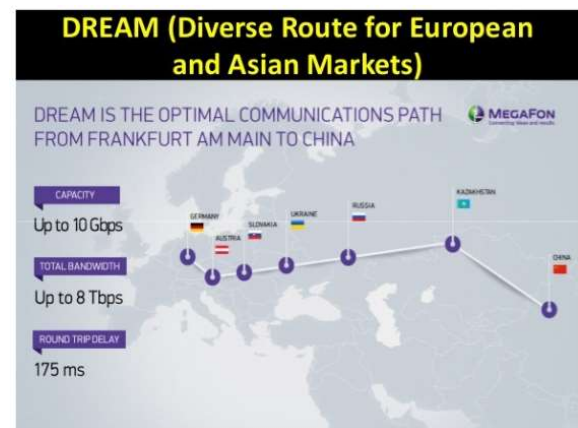 DREAM (Diverse Route for European
and Asian Markets)
DREAM IS THE OPTIMAL COMMUNICATIONS PATH
FROM FRANKFURT AM MAIN TO CHINA
MEGAFON
CAPACITY
Up to 10 Gbps
TOTAL BANDWIDTH
Up to 8 Tbps
ROUND TRIP DELAY
175 ms
GERMANY
AUSTRIA
SLOVAKIA
UKRAINE
RUSSIA
KAZAKHSTAN
CHINA